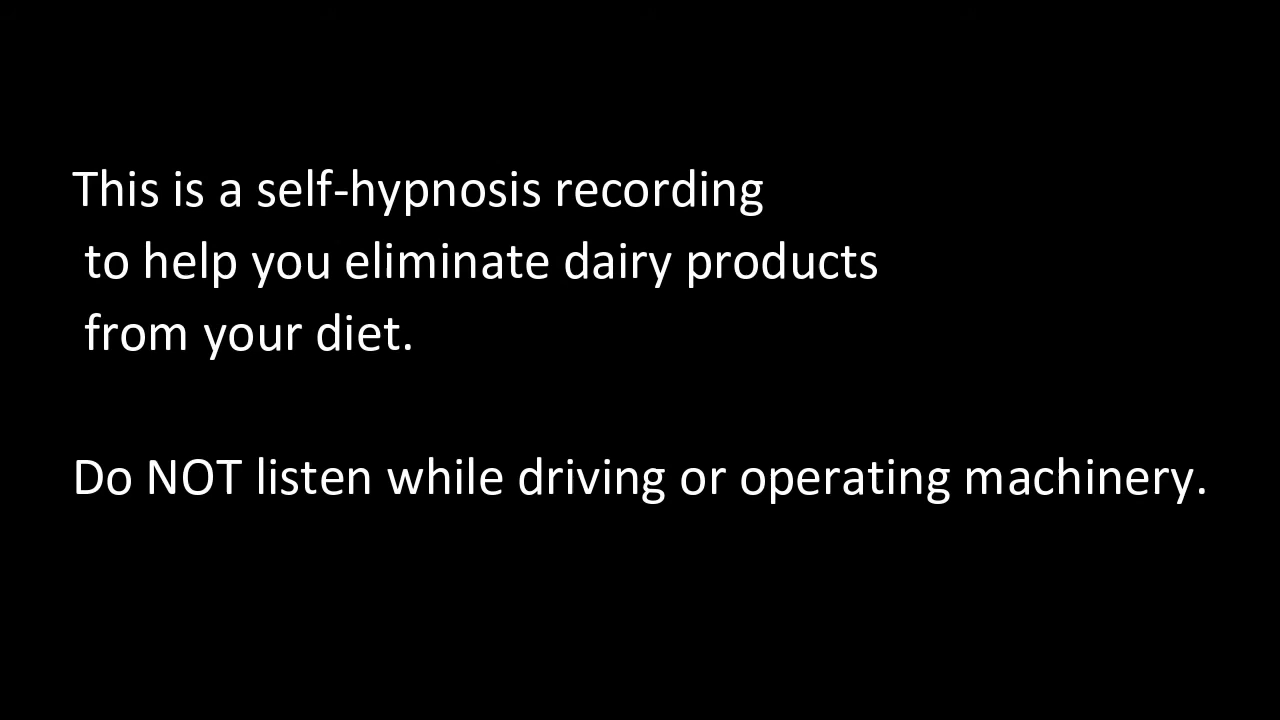 This is a self-hypnosis recording
to help you eliminate dairy products
from your diet.
Do NOT listen while driving or operating machinery.